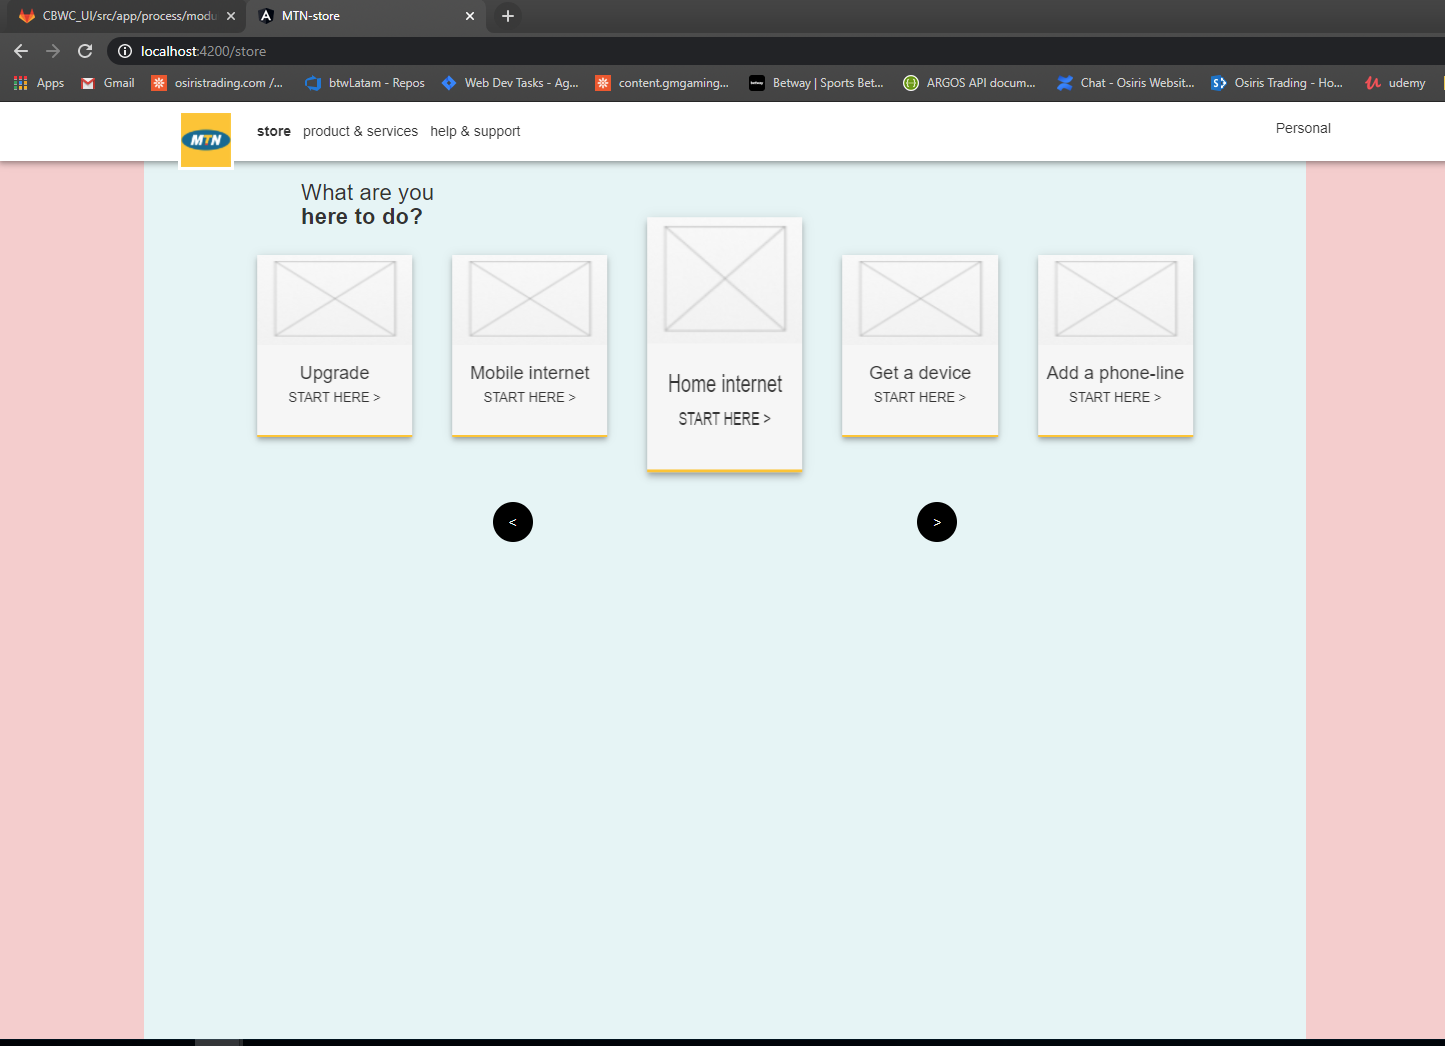 CBWC_UI/src/app/process/modu
MTN-store
localhost:4200/store
Apps
Gmail
osiristrading.com /...
btwLatam - Repos
Web Dev Tasks - Ag...
content.gmgaming...
Betway | Sports Bet...
ARGOS API docum...
Chat - Osiris Websit...
Osiris Trading - Ho...
udemy
MTN
store
product & services
help & support
Personal
What are you
here to do?
Upgrade
START HERE >
Mobile internet
START HERE >
Home internet
START HERE >
Get a device
START HERE >
Add a phone-line
START HERE >
<
>